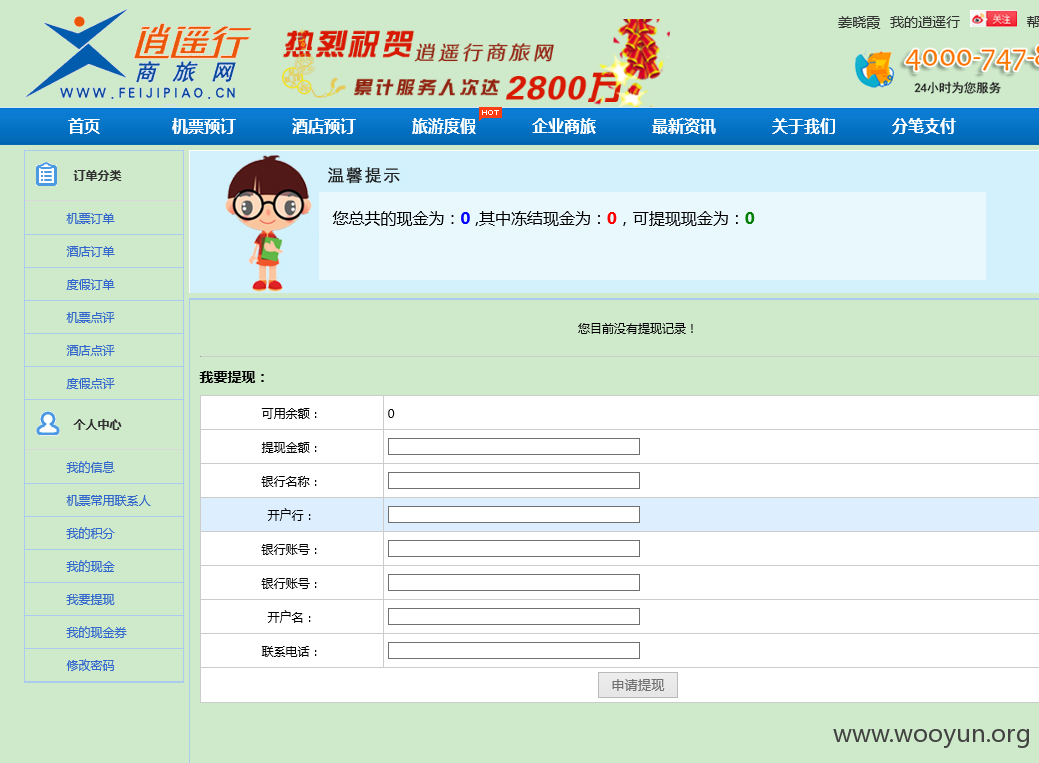 逍遥行
商旅网
WWW.FEIJIPIAO.CN
热烈祝贺逍遥行商旅网
累计服务人次达 2800万
姜晓霞 我的逍遥行 关注 帮
4000-747-8
24小时为您服务
HOT
首页 机票预订 酒店预订 旅游度假 企业商旅 最新资讯 关于我们 分笔支付
订单分类
机票订单
酒店订单
度假订单
机票点评
酒店点评
度假点评
个人中心
我的信息
机票常用联系人
我的积分
我的现金
我要提现
我的现金券
修改密码
温馨提示
您总共的现金为：0 ,其中冻结现金为：0，可提现现金为：0
您目前没有提现记录！
我要提现：
可用余额： 0
提现金额：
银行名称：
开户行：
银行账号：
银行账号：
开户名：
联系电话：
申请提现
www.wooyun.org